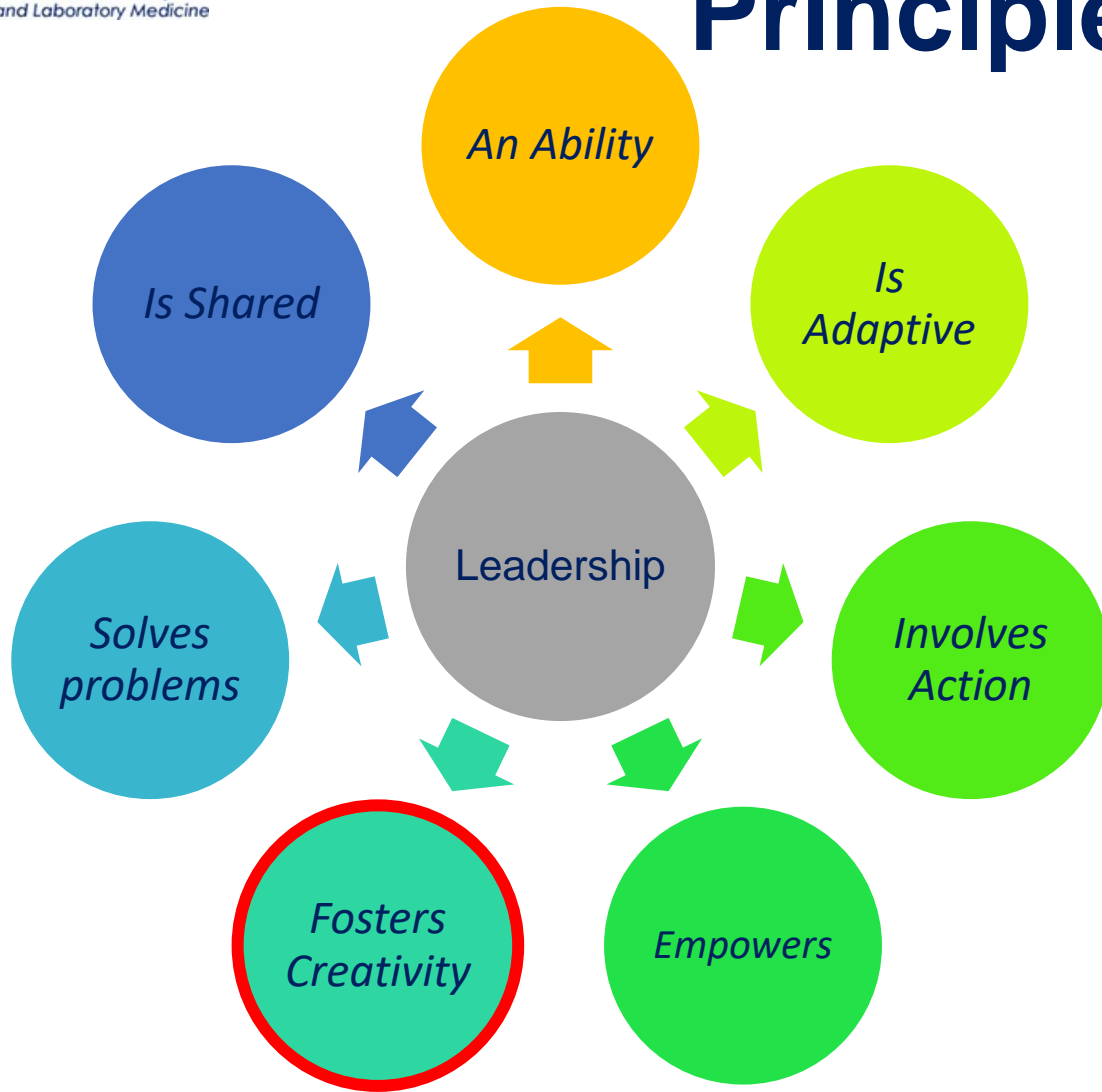 and Laboratory Medicine
Principle
An Ability
Is
Adaptive
Involves
Action
Empowers
Fosters
Creativity
Solves
problems
Is Shared
Leadership